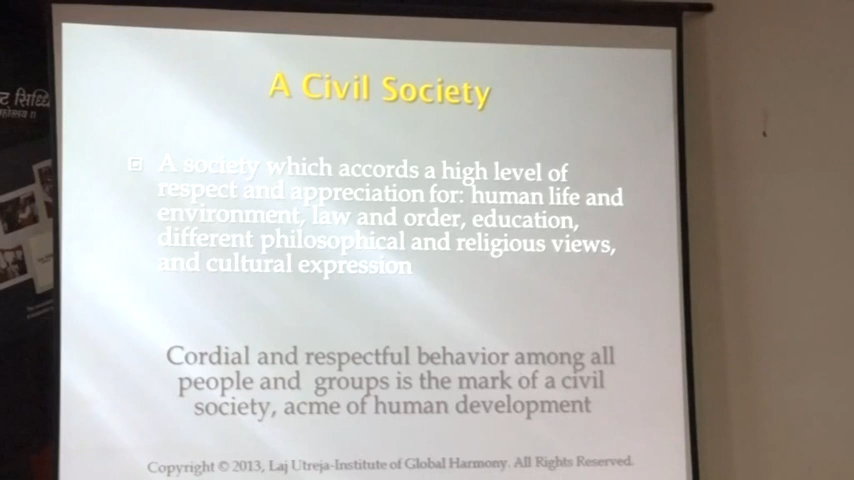 A Civil Society
A society which accords a high level of
respect and appreciation for: human life and
environment, law and order, education,
different philosophical and religious views,
and cultural expression
Cordial and respectful behavior among all
people and groups is the mark of a civil
society, acme of human development
Copyright © 2013, Laj Utreja-Institute of Global Harmony. All Rights Reserved.